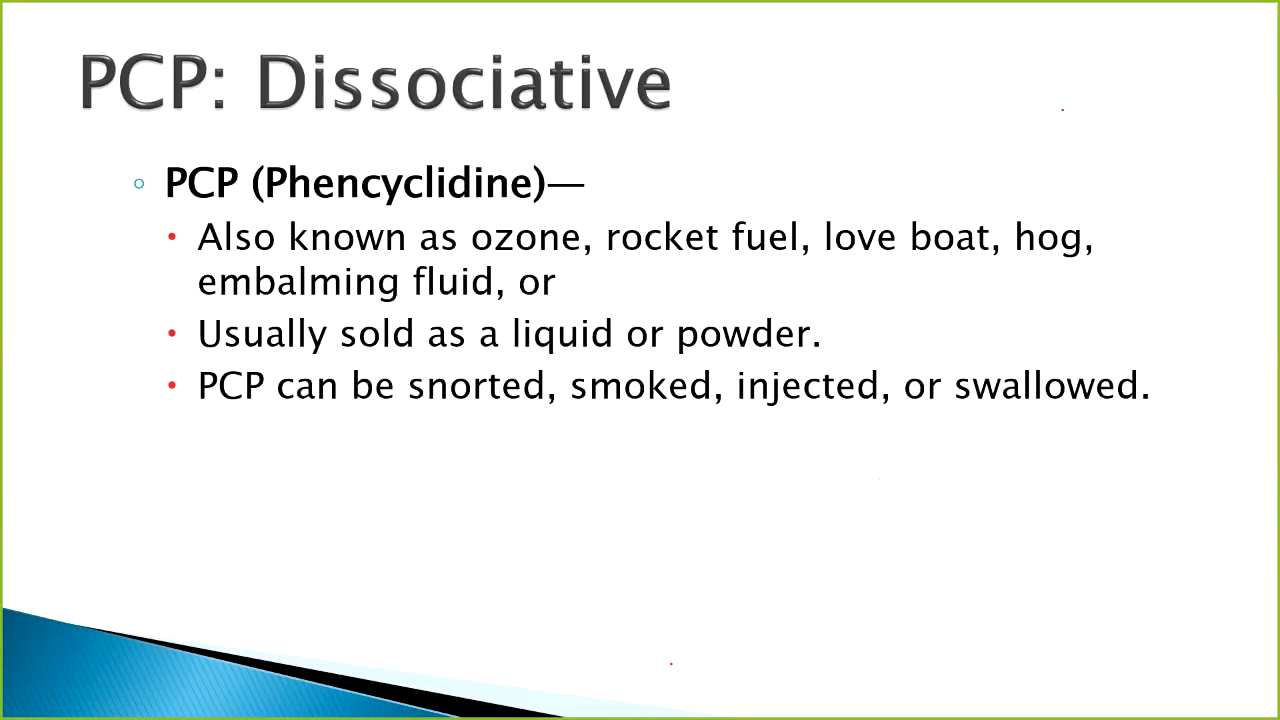 PCP: Dissociative
PCP (Phencyclidine)—
Also known as ozone, rocket fuel, love boat, hog,
embalming fluid, or
Usually sold as a liquid or powder.
PCP can be snorted, smoked, injected, or swallowed.